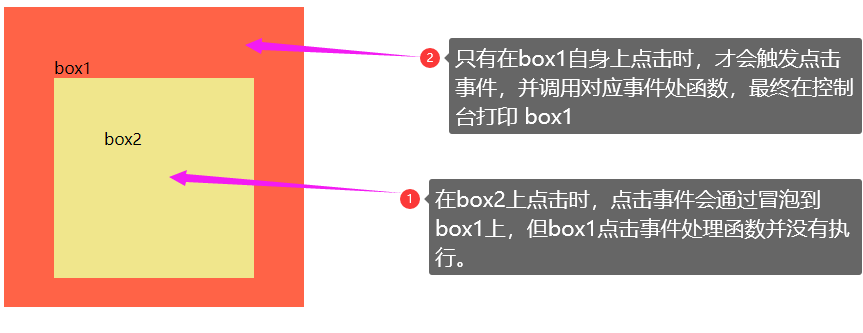 box1
box2
2
只有在box1自身上点击时，才会触发点击
事件，并调用对应事件处函数，最终在控制
台打印 box1
1
在box2上点击时，点击事件会通过冒泡到
box1上，但box1点击事件处理函数并没有执
行。